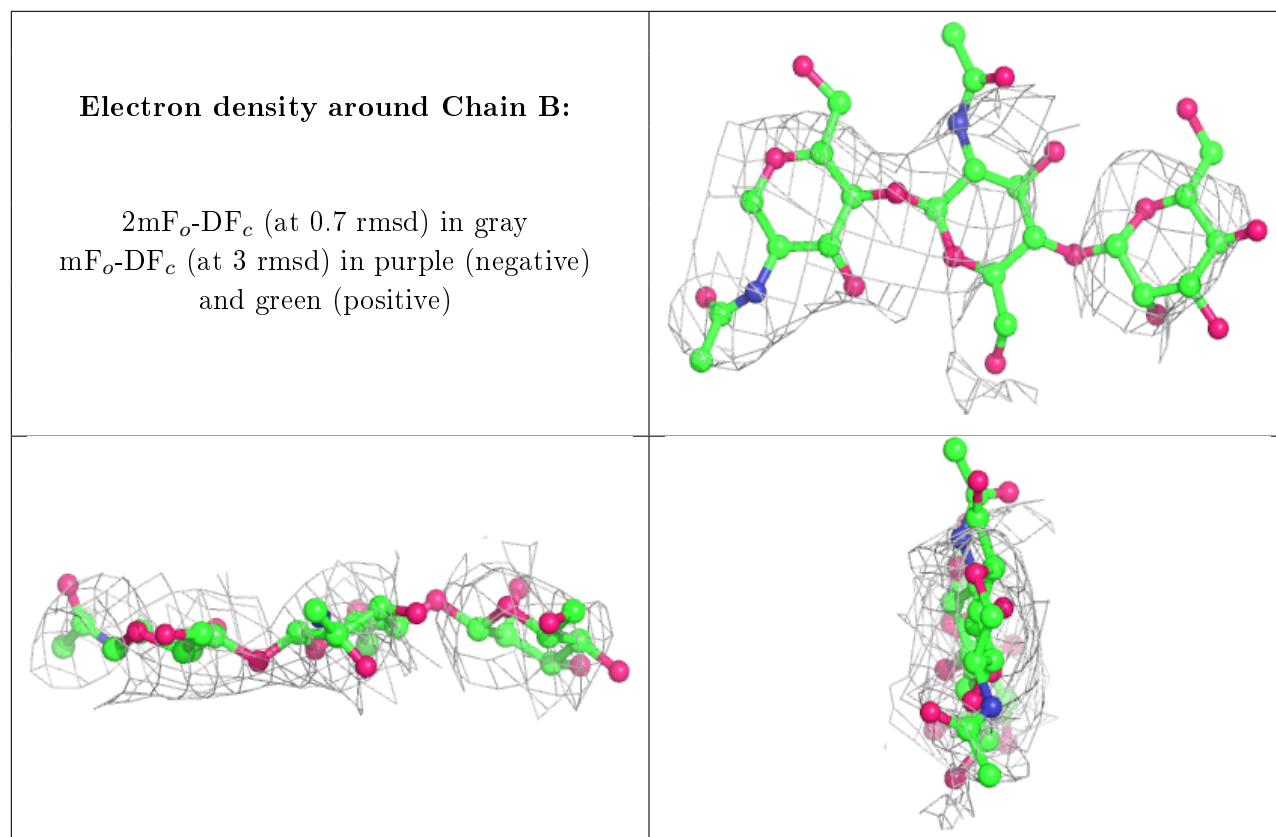 Electron density around Chain B:
2mFo-DFc (at 0.7 rmsd) in gray
mFo-DFc (at 3 rmsd) in purple (negative)
and green (positive)